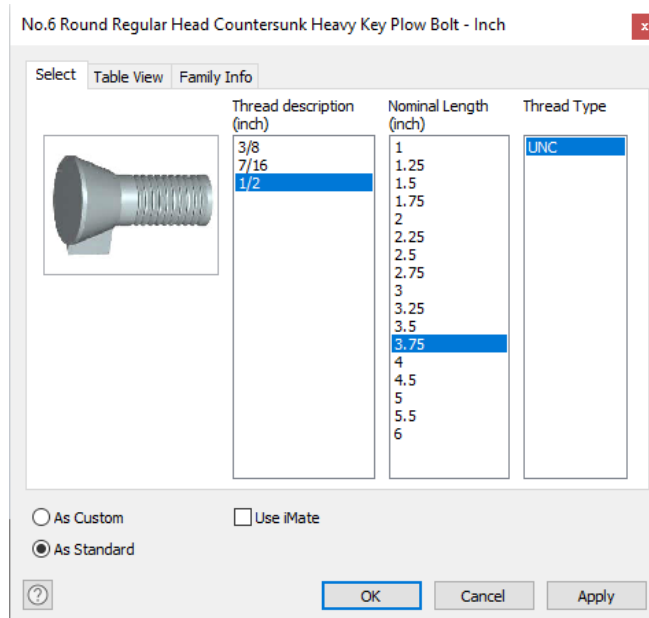 No.6 Round Regular Head Countersunk Heavy Key Plow Bolt - Inch
x
Select
Table View
Family Info
Thread description
(inch)
3/8
7/16
1/2
Nominal Length
(inch)
1
1.25
1.5
1.75
2
2.25
2.5
2.75
3
3.25
3.5
3.75
4
4.5
5
5.5
6
Thread Type
UNC
As Custom
Use iMate
As Standard
?
OK
Cancel
Apply